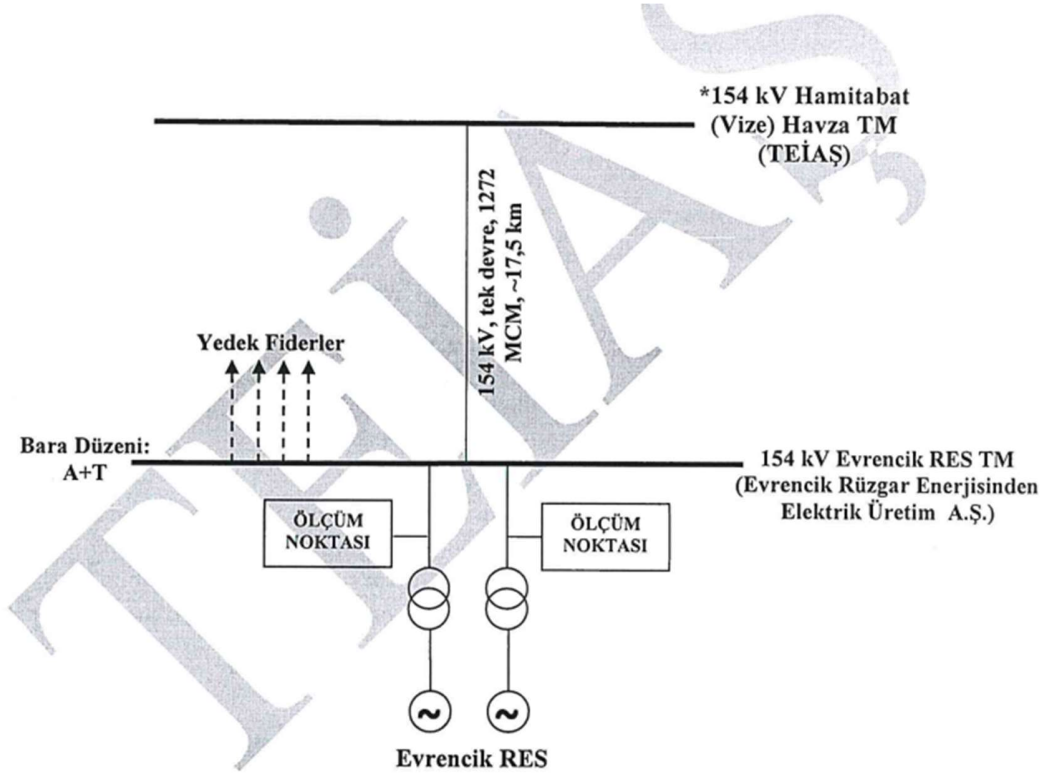 TEİAŞ
*154 kV Hamitabat
(Vize) Havza TM
(TEİAŞ)
154 kV, tek devre, 1272
MCM, ~17,5 km
Yedek Fiderler
Bara Düzeni:
A+T
154 kV Evrencik RES TM
(Evrencik Rüzgar Enerjisinden
Elektrik Üretim A.Ş.)
ÖLÇÜM
NOKTASI
ÖLÇÜM
NOKTASI
~
~
Evrencik RES